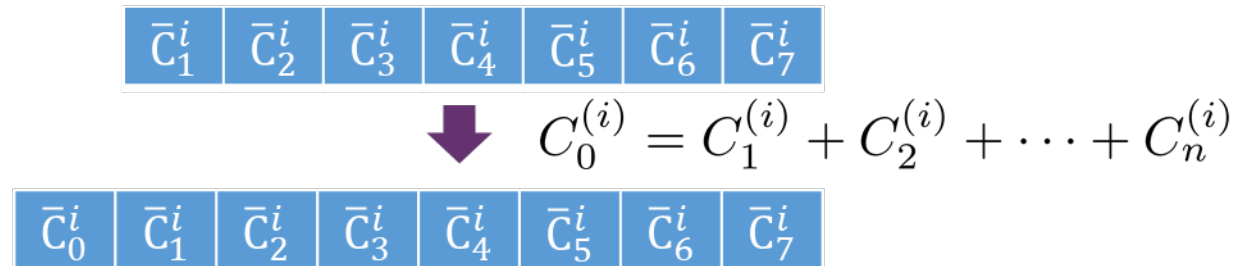 C̄₁ⁱ C̄₂ⁱ C̄₃ⁱ C̄₄ⁱ C̄₅ⁱ C̄₆ⁱ C̄₇ⁱ
C₀⁽ⁱ⁾ = C₁⁽ⁱ⁾ + C₂⁽ⁱ⁾ + ⋯ + Cₙ⁽ⁱ⁾
C̄₀ⁱ C̄₁ⁱ C̄₂ⁱ C̄₃ⁱ C̄₄ⁱ C̄₅ⁱ C̄₆ⁱ C̄₇ⁱ